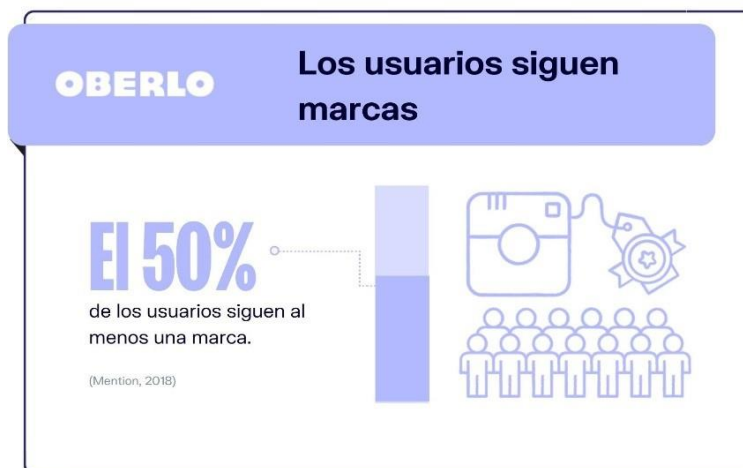 OBERLO
Los usuarios siguen
marcas
El 50%
de los usuarios siguen al
menos una marca.
(Mention, 2018)